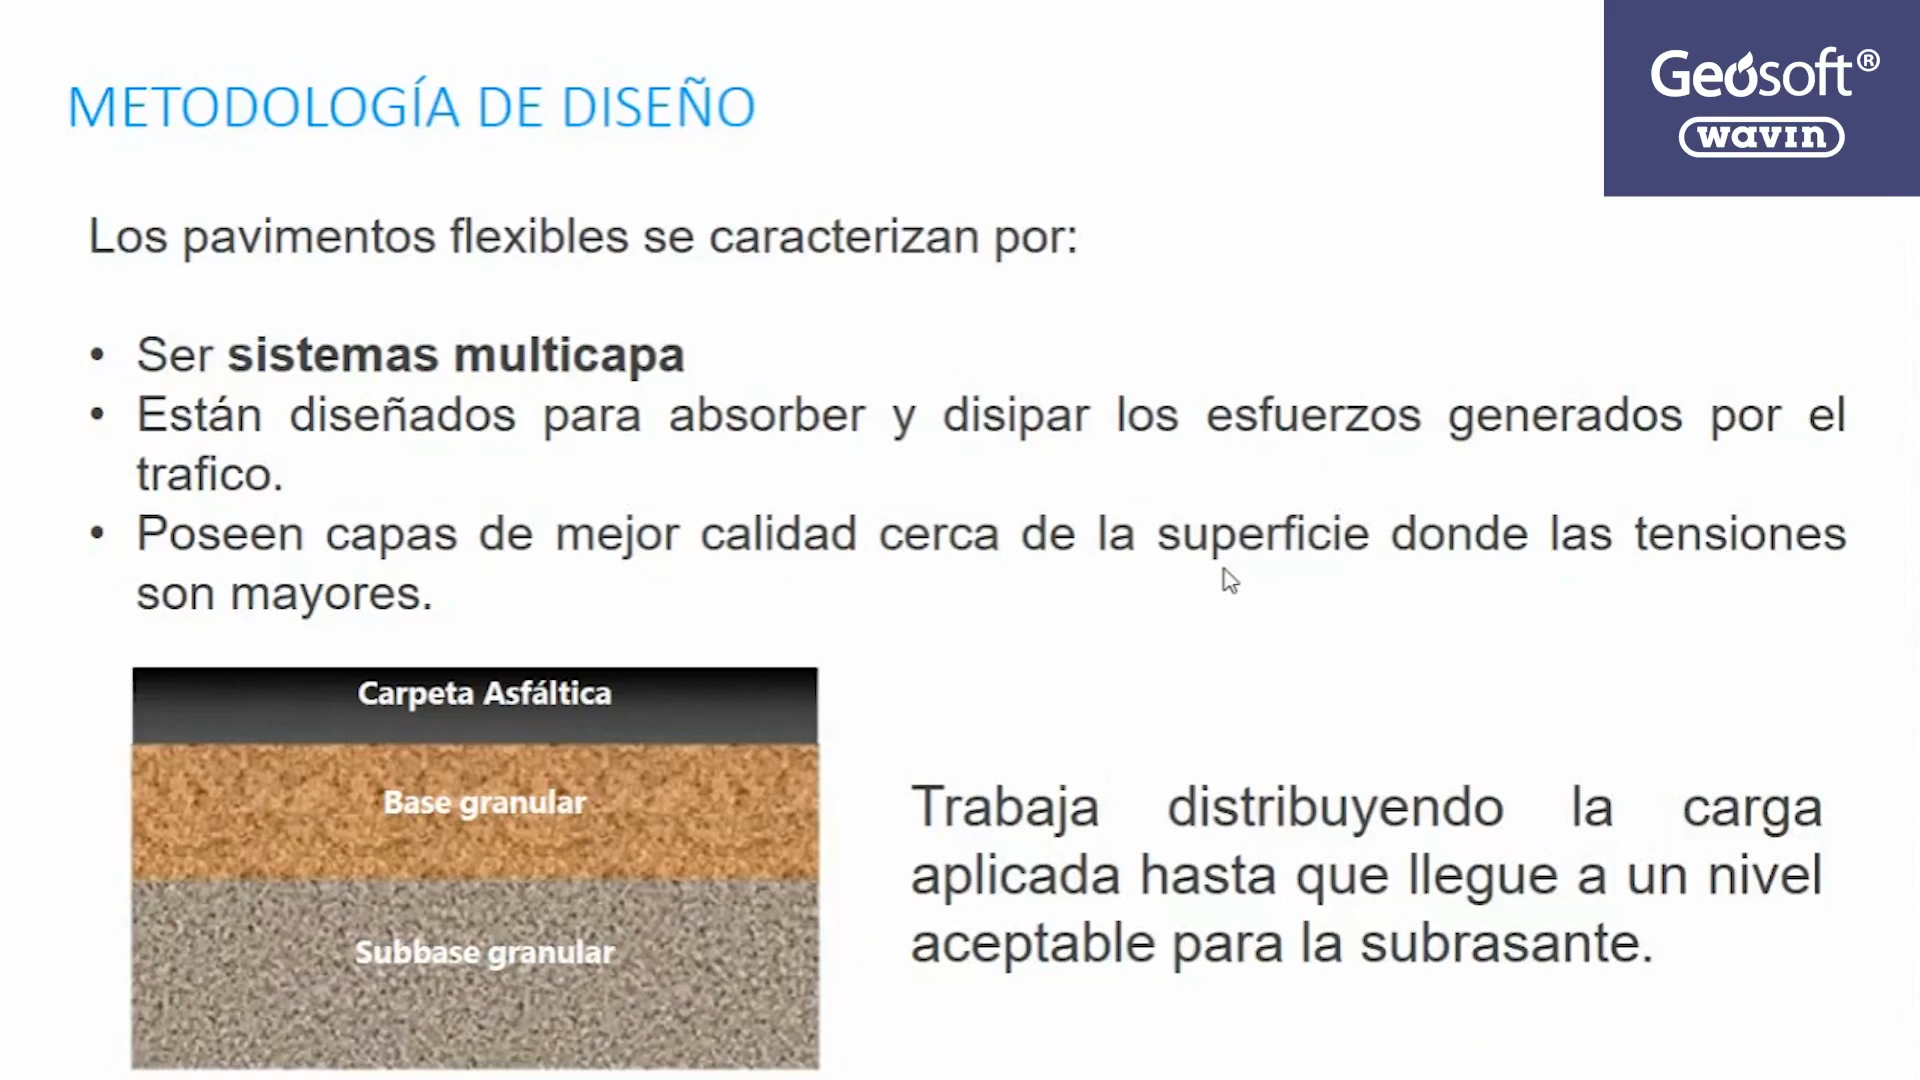 METODOLOGÍA DE DISEÑO
Geosoft®
wavin
Los pavimentos flexibles se caracterizan por:
• Ser sistemas multicapa
• Están diseñados para absorber y disipar los esfuerzos generados por el
trafico.
• Poseen capas de mejor calidad cerca de la superficie donde las tensiones
son mayores.
Carpeta Asfáltica
Base granular
Subbase granular
Trabaja distribuyendo la carga
aplicada hasta que llegue a un nivel
aceptable para la subrasante.